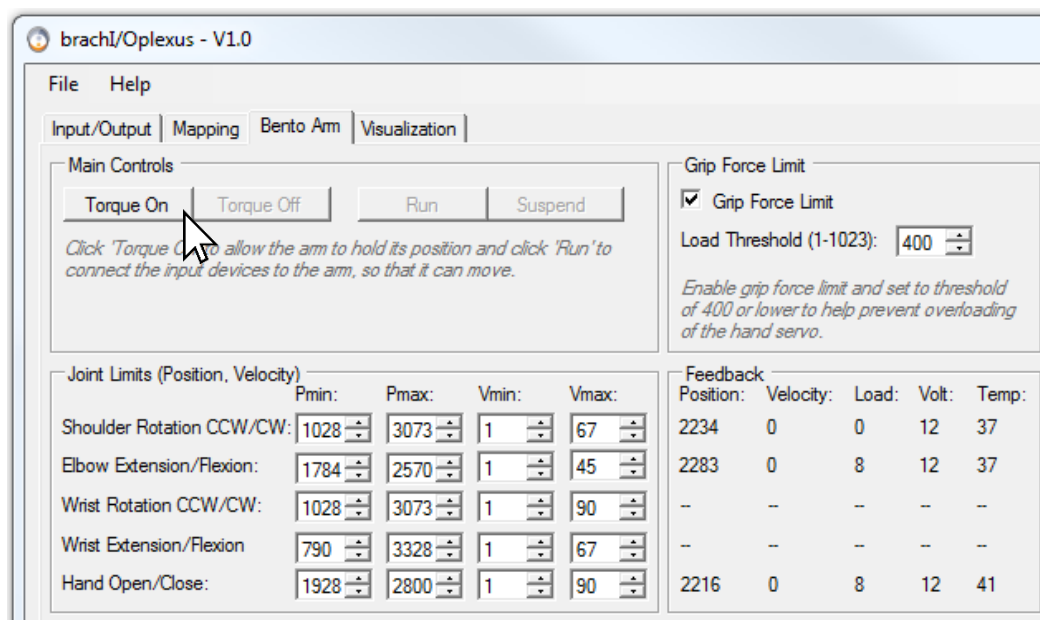 brachI/Oplexus - V1.0
File Help
Input/Output Mapping Bento Arm Visualization
Main Controls
Torque On Torque Off Run Suspend
Click 'Torque to allow the arm to hold its position and click 'Run' to
connect the input devices to the arm, so that it can move.
Grip Force Limit
Grip Force Limit
Load Threshold (1-1023): 400
Enable grip force limit and set to threshold
of 400 or lower to help prevent overloading
of the hand servo.
Joint Limits (Position, Velocity)
Pmin: Pmax: Vmin: Vmax:
Shoulder Rotation CCW/CW: 1028 3073 1 67
Elbow Extension/Flexion: 1784 2570 1 45
Wrist Rotation CCW/CW: 1028 3073 1 90
Wrist Extension/Flexion 790 3328 1 67
Hand Open/Close: 1928 2800 1 90
Feedback
Position: Velocity: Load: Volt: Temp:
2234 0 0 12 37
2283 0 8 12 37
-- -- -- -- --
-- -- -- -- --
2216 0 8 12 41